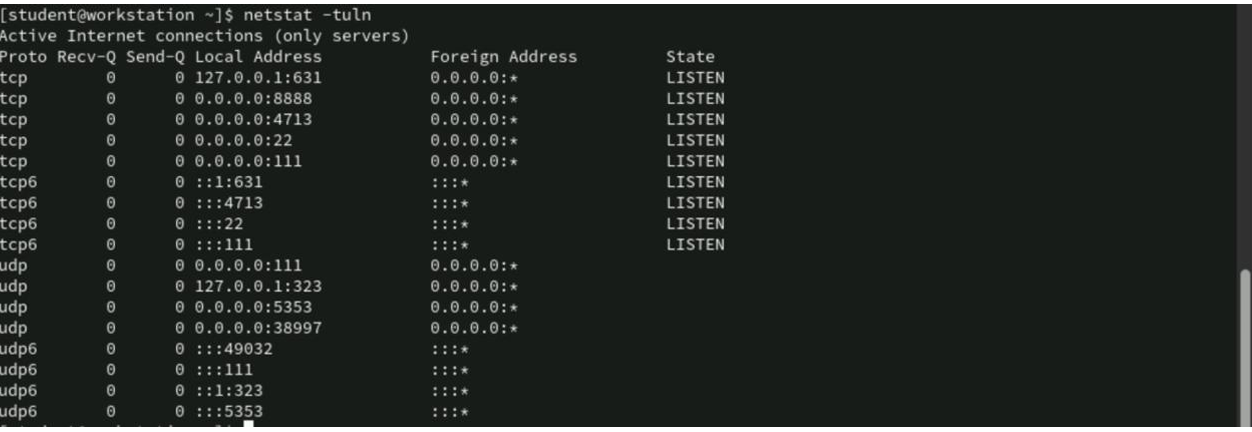 [student@workstation ~]$ netstat -tuln
Active Internet connections (only servers)
Proto Recv-Q Send-Q Local Address           Foreign Address         State
tcp        0      0 127.0.0.1:631           0.0.0.0:*               LISTEN
tcp        0      0 0.0.0.0:8888            0.0.0.0:*               LISTEN
tcp        0      0 0.0.0.0:4713            0.0.0.0:*               LISTEN
tcp        0      0 0.0.0.0:22              0.0.0.0:*               LISTEN
tcp        0      0 0.0.0.0:111             0.0.0.0:*               LISTEN
tcp6       0      0 ::1:631                 :::*                    LISTEN
tcp6       0      0 :::4713                 :::*                    LISTEN
tcp6       0      0 :::22                   :::*                    LISTEN
tcp6       0      0 :::111                  :::*                    LISTEN
udp        0      0 0.0.0.0:111             0.0.0.0:*
udp        0      0 127.0.0.1:323           0.0.0.0:*
udp        0      0 0.0.0.0:5353            0.0.0.0:*
udp        0      0 0.0.0.0:38997           0.0.0.0:*
udp6       0      0 :::49032                :::*
udp6       0      0 :::111                  :::*
udp6       0      0 ::1:323                 :::*
udp6       0      0 :::5353                 :::*